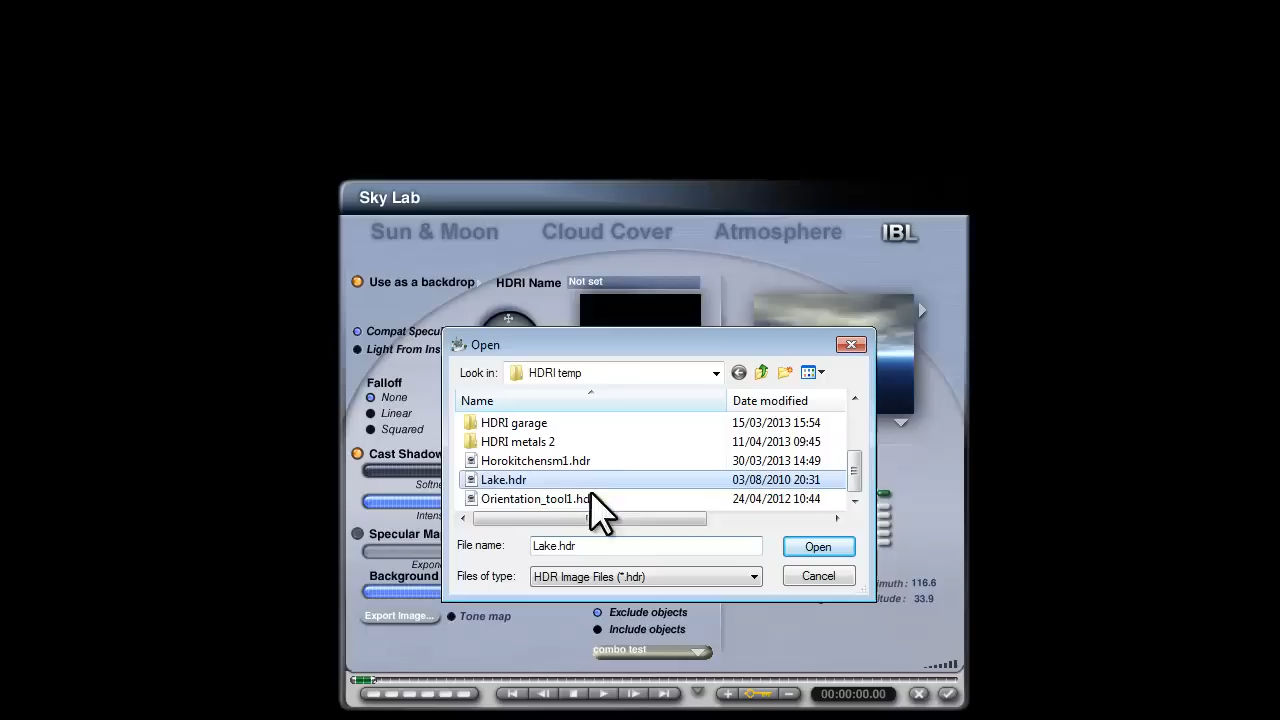 Sky Lab
Sun & Moon Cloud Cover Atmosphere IBL
Use as a backdrop HDRI Name Not set
Compat Specu
Light From Ins
Falloff
None
Linear
Squared
Cast Shadow
Softne
Intens
Specular Ma
Expon
Background
Export Image... Tone map
Open
Look in: HDRI temp
Name Date modified
HDRI garage 15/03/2013 15:54
HDRI metals 2 11/04/2013 09:45
Horokitchensm1.hdr 30/03/2013 14:49
Lake.hdr 03/08/2010 20:31
Orientation_tool1.hd 24/04/2012 10:44
File name: Lake.hdr Open
Files of type: HDR Image Files (*.hdr) Cancel
imuth : 116.6
itude : 33.9
Exclude objects
Include objects
combo test
00:00:00.00